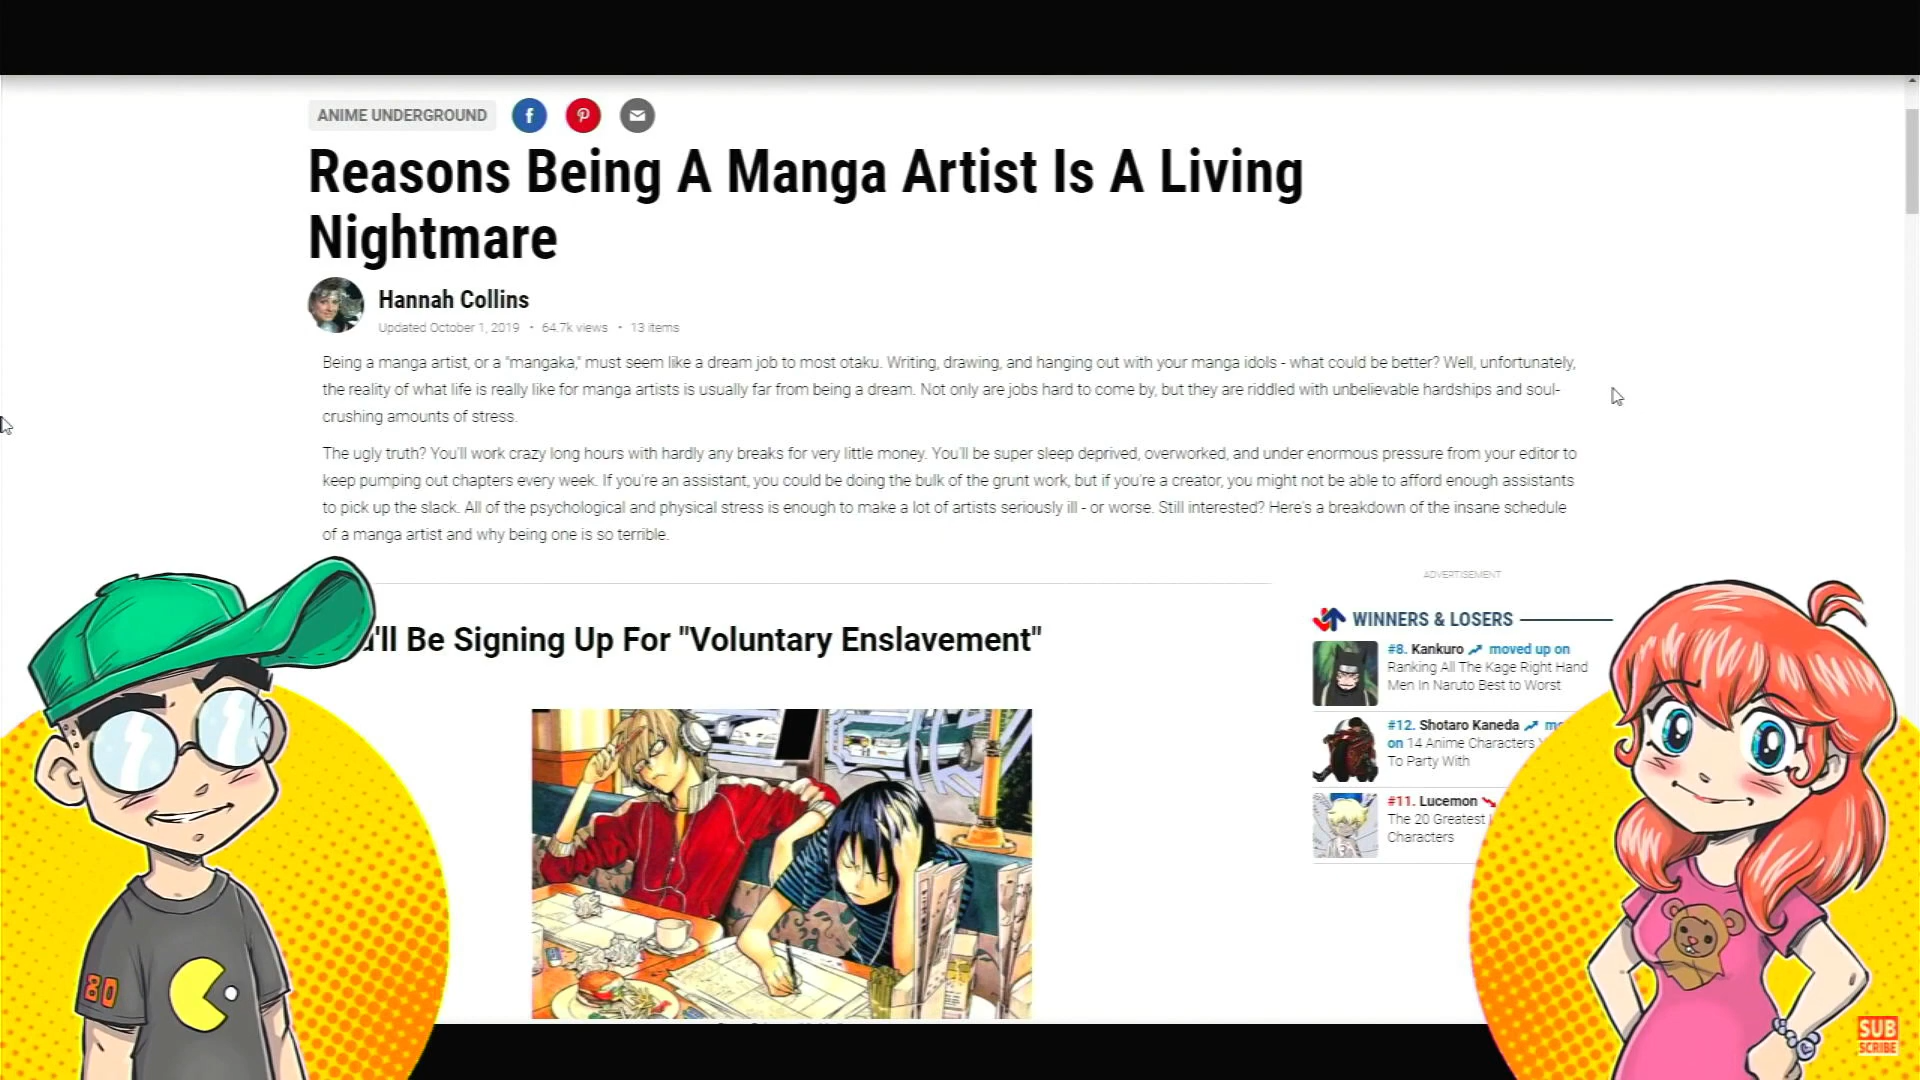 ANIME UNDERGROUND
Reasons Being A Manga Artist Is A Living
Nightmare
Hannah Collins
Updated October 1, 2019 • 64.7k views • 13 items
Being a manga artist, or a "mangaka," must seem like a dream job to most otaku. Writing, drawing, and hanging out with your manga idols - what could be better? Well, unfortunately,
the reality of what life is really like for manga artists is usually far from being a dream. Not only are jobs hard to come by, but they are riddled with unbelievable hardships and soul-
crushing amounts of stress.
The ugly truth? You'll work crazy long hours with hardly any breaks for very little money. You'll be super sleep deprived, overworked, and under enormous pressure from your editor to
keep pumping out chapters every week. If you're an assistant, you could be doing the bulk of the grunt work, but if you're a creator, you might not be able to afford enough assistants
to pick up the slack. All of the psychological and physical stress is enough to make a lot of artists seriously ill - or worse. Still interested? Here's a breakdown of the insane schedule
of a manga artist and why being one is so terrible.
'll Be Signing Up For "Voluntary Enslavement"
ADVERTISEMENT
WINNERS & LOSERS
#8. Kankuro moved up on
Ranking All The Kage Right Hand
Men In Naruto Best to Worst
#12. Shotaro Kaneda
on 14 Anime Characters
To Party With
#11. Lucemon
The 20 Greatest
Characters
80
SUB
SCRIBE